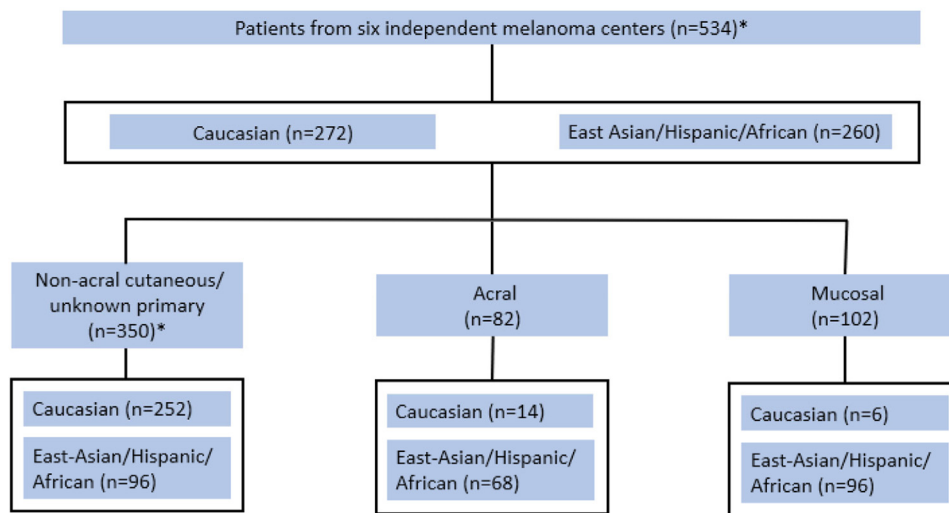 Patients from six independent melanoma centers (n=534)*
Caucasian (n=272)
East Asian/Hispanic/African (n=260)
Non-acral cutaneous/
unknown primary
(n=350)*
Acral
(n=82)
Mucosal
(n=102)
Caucasian (n=252)
East-Asian/Hispanic/
African (n=96)
Caucasian (n=14)
East-Asian/Hispanic/
African (n=68)
Caucasian (n=6)
East-Asian/Hispanic/
African (n=96)